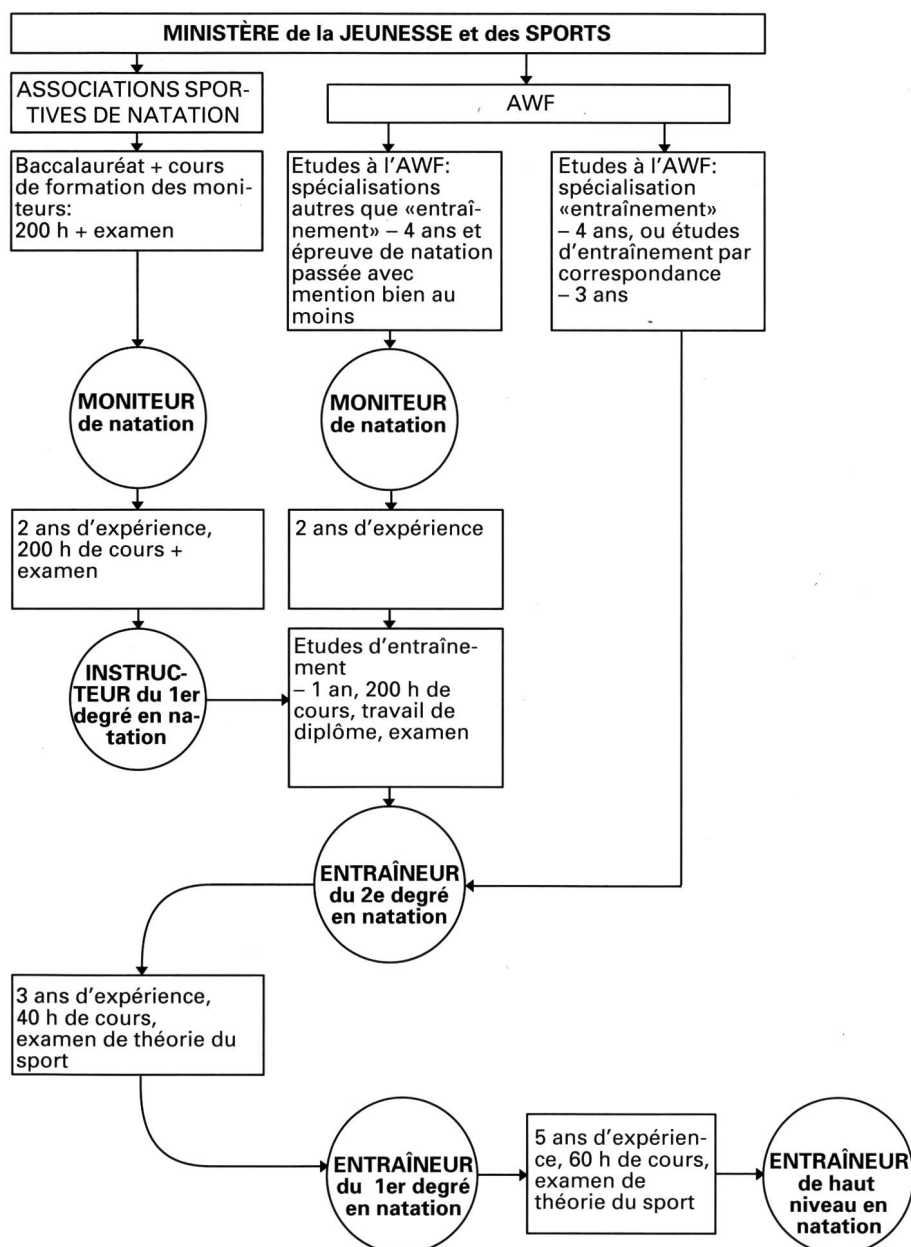 MINISTÈRE de la JEUNESSE et des SPORTS
ASSOCIATIONS SPOR-
TIVES DE NATATION
AWF
Baccalauréat + cours
de formation des moni-
teurs:
200 h + examen
Etudes à l'AWF:
spécialisations
autres que «entraî-
nement» – 4 ans et
épreuve de natation
passée avec
mention bien au
moins
Etudes à l'AWF:
spécialisation
«entraînement»
– 4 ans, ou études
d'entraînement par
correspondance
– 3 ans
MONITEUR
de natation
MONITEUR
de natation
2 ans d'expérience,
200 h de cours +
examen
2 ans d'expérience
INSTRUC-
TEUR du 1er
degré en na-
tation
Etudes d'entraîne-
ment
– 1 an, 200 h de
cours, travail de
diplôme, examen
ENTRAÎNEUR
du 2e degré
en natation
3 ans d'expérience,
40 h de cours,
examen de théorie du
sport
ENTRAÎNEUR
du 1er degré
en natation
5 ans d'expérien-
ce, 60 h de cours,
examen de
théorie du sport
ENTRAÎNEUR
de haut
niveau en
natation